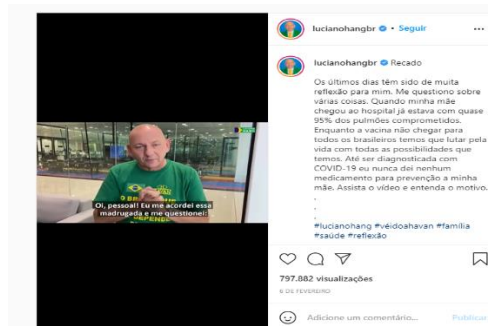 lucianohangbr • Seguir
lucianohangbr Recado
Os últimos dias têm sido de muita
reflexão para mim. Me questiono sobre
várias coisas. Quando minha mãe
chegou ao hospital já estava com quase
95% dos pulmões comprometidos.
Enquanto a vacina não chegar para
todos os brasileiros temos que lutar pela
vida com todas as possibilidades que
temos. Até ser diagnosticada com
COVID-19 eu nunca dei nenhum
medicamento para prevenção a minha
mãe. Assista o vídeo e entenda o motivo.
.
.
.
#lucianohang #véidoahavan #família
#saúde #reflexão
Oi, pessoal! Eu me acordei essa
madrugada e me questionei:
797.882 visualizações
6 DE FEVEREIRO
Adicione um comentário...
Publicar